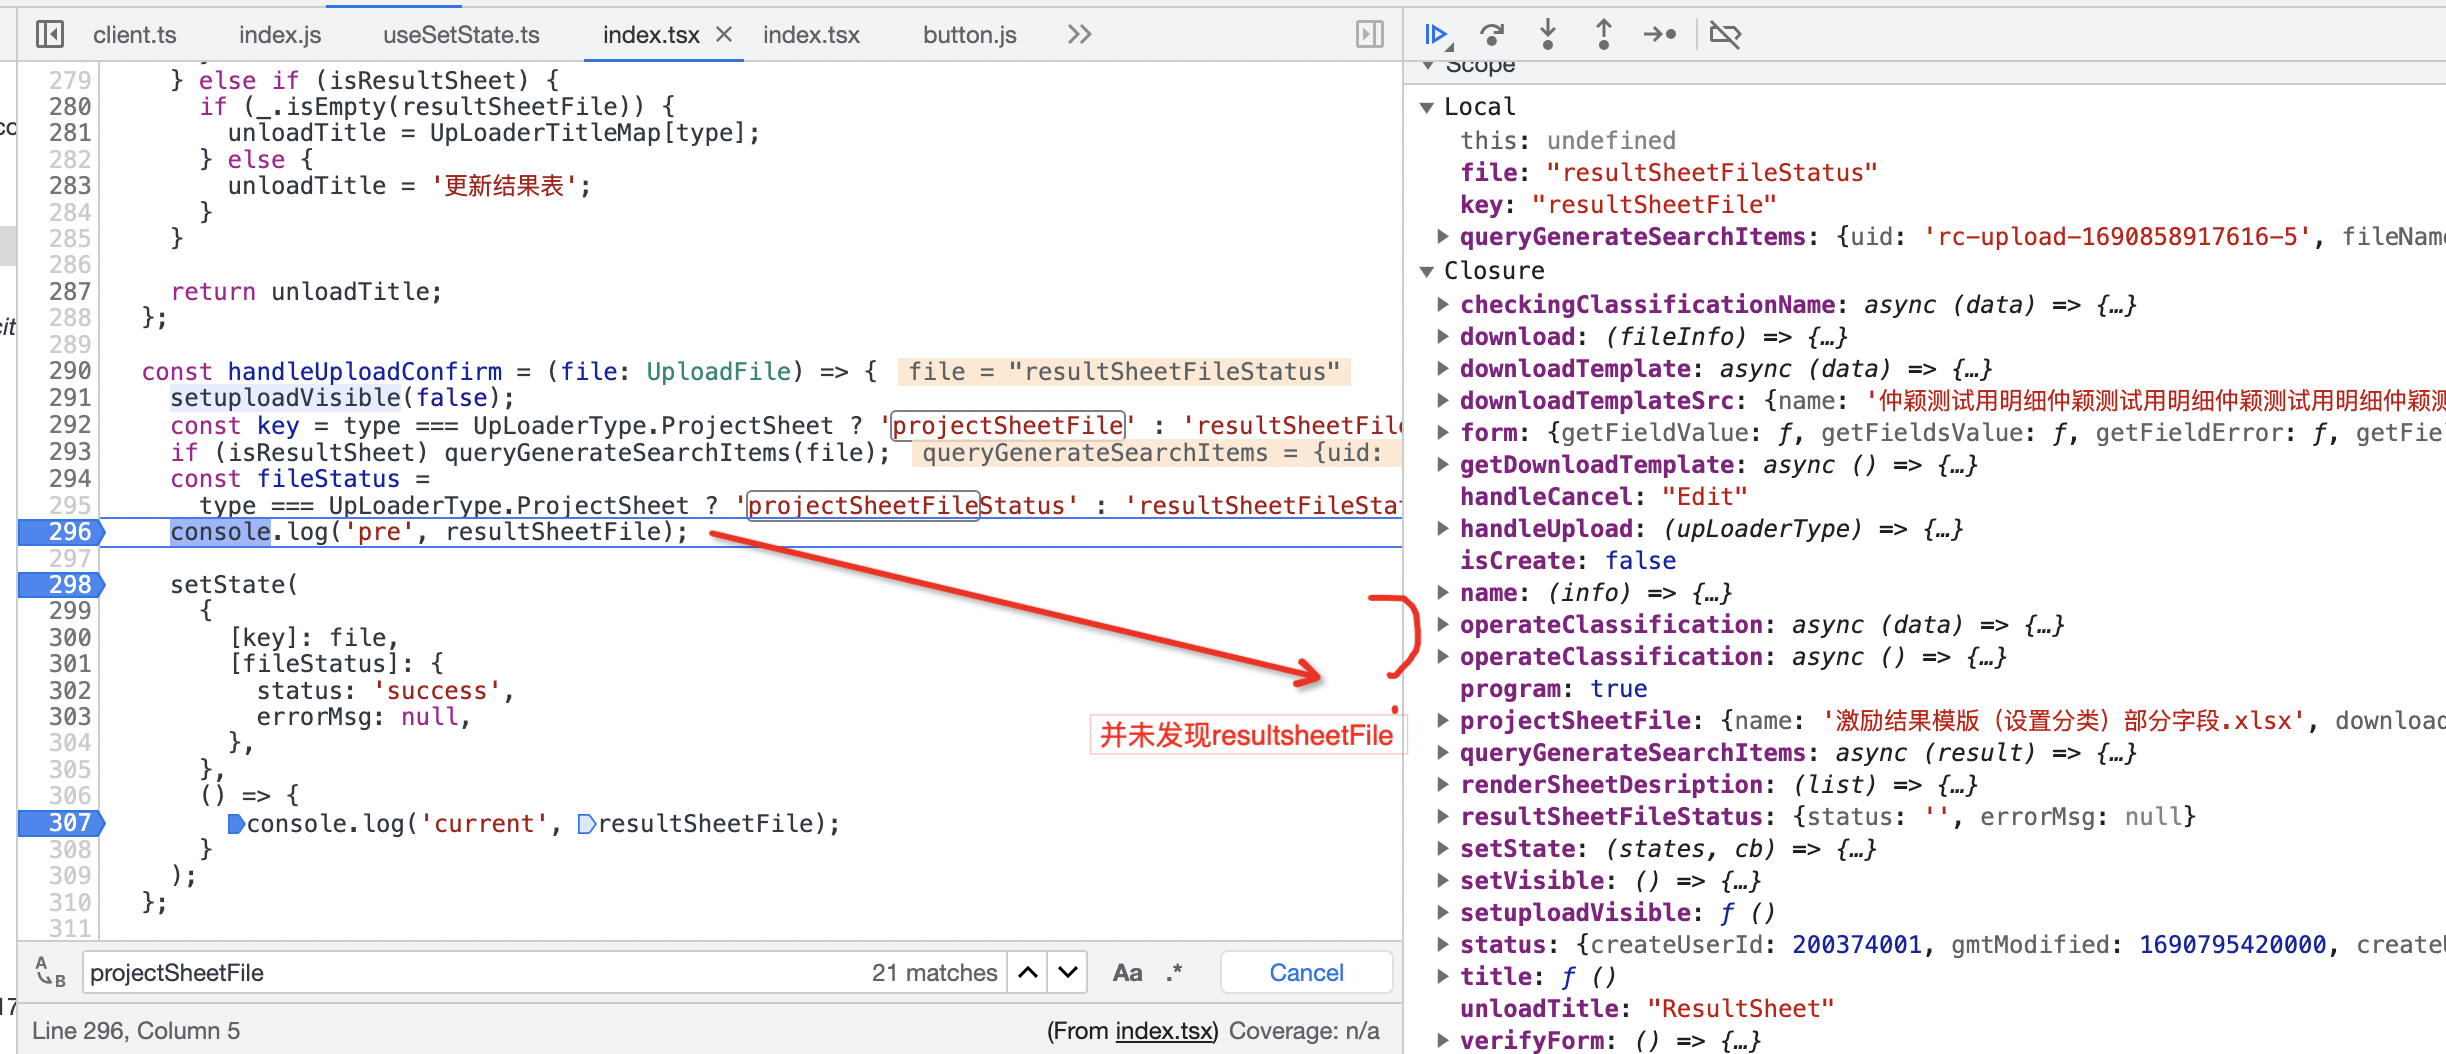 client.ts index.js useSetState.ts index.tsx index.tsx button.js
279 } else if (isResultSheet) {
280 if (_.isEmpty(resultSheetFile)) {
281 unloadTitle = UpLoaderTitleMap[type];
282 } else {
283 unloadTitle = '更新结果表';
284 }
285 }
286
287 return unloadTitle;
288 };
289
290 const handleUploadConfirm = (file: UploadFile) => { file = "resultSheetFileStatus"
291 setuploadVisible(false);
292 const key = type === UpLoaderType.ProjectSheet ? 'projectSheetFile' : 'resultSheetFile
293 if (isResultSheet) queryGenerateSearchItems(file); queryGenerateSearchItems = {uid:
294 const fileStatus =
295 type === UpLoaderType.ProjectSheet ? 'projectSheetFileStatus' : 'resultSheetFileStat
296 console.log('pre', resultSheetFile);
297
298 setState(
299 {
300 [key]: file,
301 [fileStatus]: {
302 status: 'success',
303 errorMsg: null,
304 },
305 },
306 () => {
307 console.log('current', resultSheetFile);
308 }
309 );
310 };
311
并未发现resultsheetFile
A B projectSheetFile 21 matches Aa .* Cancel
Line 296, Column 5 (From index.tsx) Coverage: n/a
Scope
Local
this: undefined
file: "resultSheetFileStatus"
key: "resultSheetFile"
queryGenerateSearchItems: {uid: 'rc-upload-1690858917616-5', fileName
Closure
checkingClassificationName: async (data) => {…}
download: (fileInfo) => {…}
downloadTemplate: async (data) => {…}
downloadTemplateSrc: {name: '仲颖测试用明细仲颖测试用明细仲颖测试用明细仲颖测
form: {getFieldValue: ƒ, getFieldsValue: ƒ, getFieldError: ƒ, getFie
getDownloadTemplate: async () => {…}
handleCancel: "Edit"
handleUpload: (upLoaderType) => {…}
isCreate: false
name: (info) => {…}
operateClassification: async (data) => {…}
operateClassification: async () => {…}
program: true
projectSheetFile: {name: '激励结果模版（设置分类）部分字段.xlsx', download
queryGenerateSearchItems: async (result) => {…}
renderSheetDesription: (list) => {…}
resultSheetFileStatus: {status: '', errorMsg: null}
setState: (states, cb) => {…}
setVisible: () => {…}
setuploadVisible: ƒ ()
status: {createUserId: 200374001, gmtModified: 1690795420000, createU
title: ƒ ()
unloadTitle: "ResultSheet"
verifyForm: () => {…}